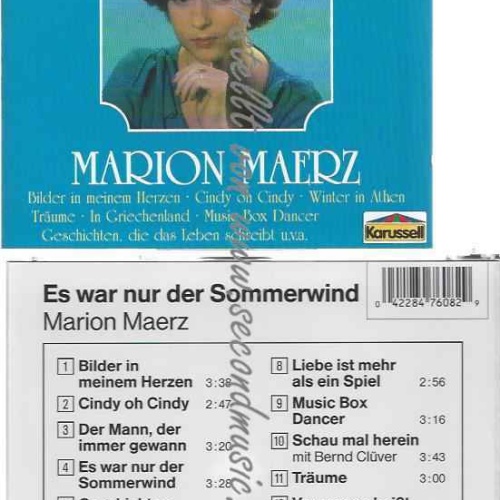 MARION MAERZ
Bilder in meinem Herzen · Cindy oh Cindy · Winter in Athen
Träume · In Griechenland · Music Box Dancer
Geschichten, die das Leben schreibt u.v.a.
Karussell
Es war nur der Sommerwind
Marion Maerz
0 42284 76082 9
1 Bilder in
meinem Herzen 3:38
2 Cindy oh Cindy 2:47
3 Der Mann, der
immer gewann 3:20
4 Es war nur der
Sommerwind 3:28
8 Liebe ist mehr
als ein Spiel 2:56
9 Music Box
Dancer 3:16
10 Schau mal herein
mit Bernd Clüver 3:43
11 Träume 3:00